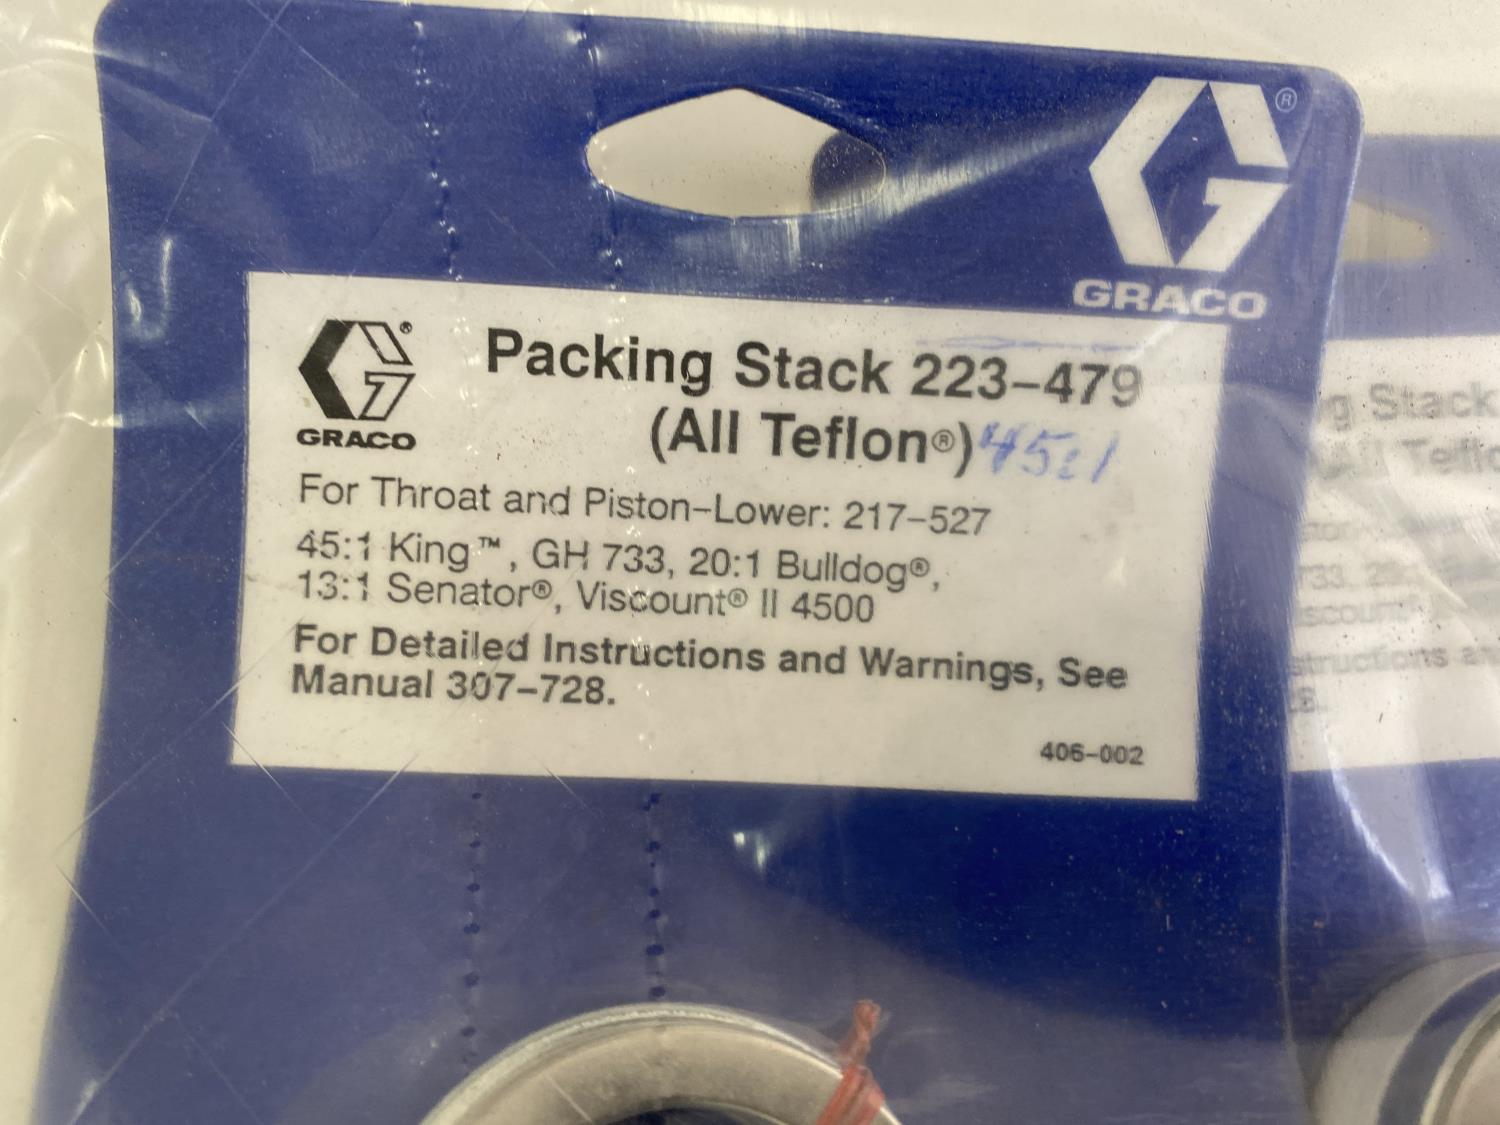 ®
GRACO
®
GRACO
Packing Stack 223-479
(All Teflon®) 45:1
For Throat and Piston-Lower: 217-527
45:1 King™, GH 733, 20:1 Bulldog®,
13:1 Senator®, Viscount® II 4500
For Detailed Instructions and Warnings, See
Manual 307-728.
406-002
Stack
Teflo